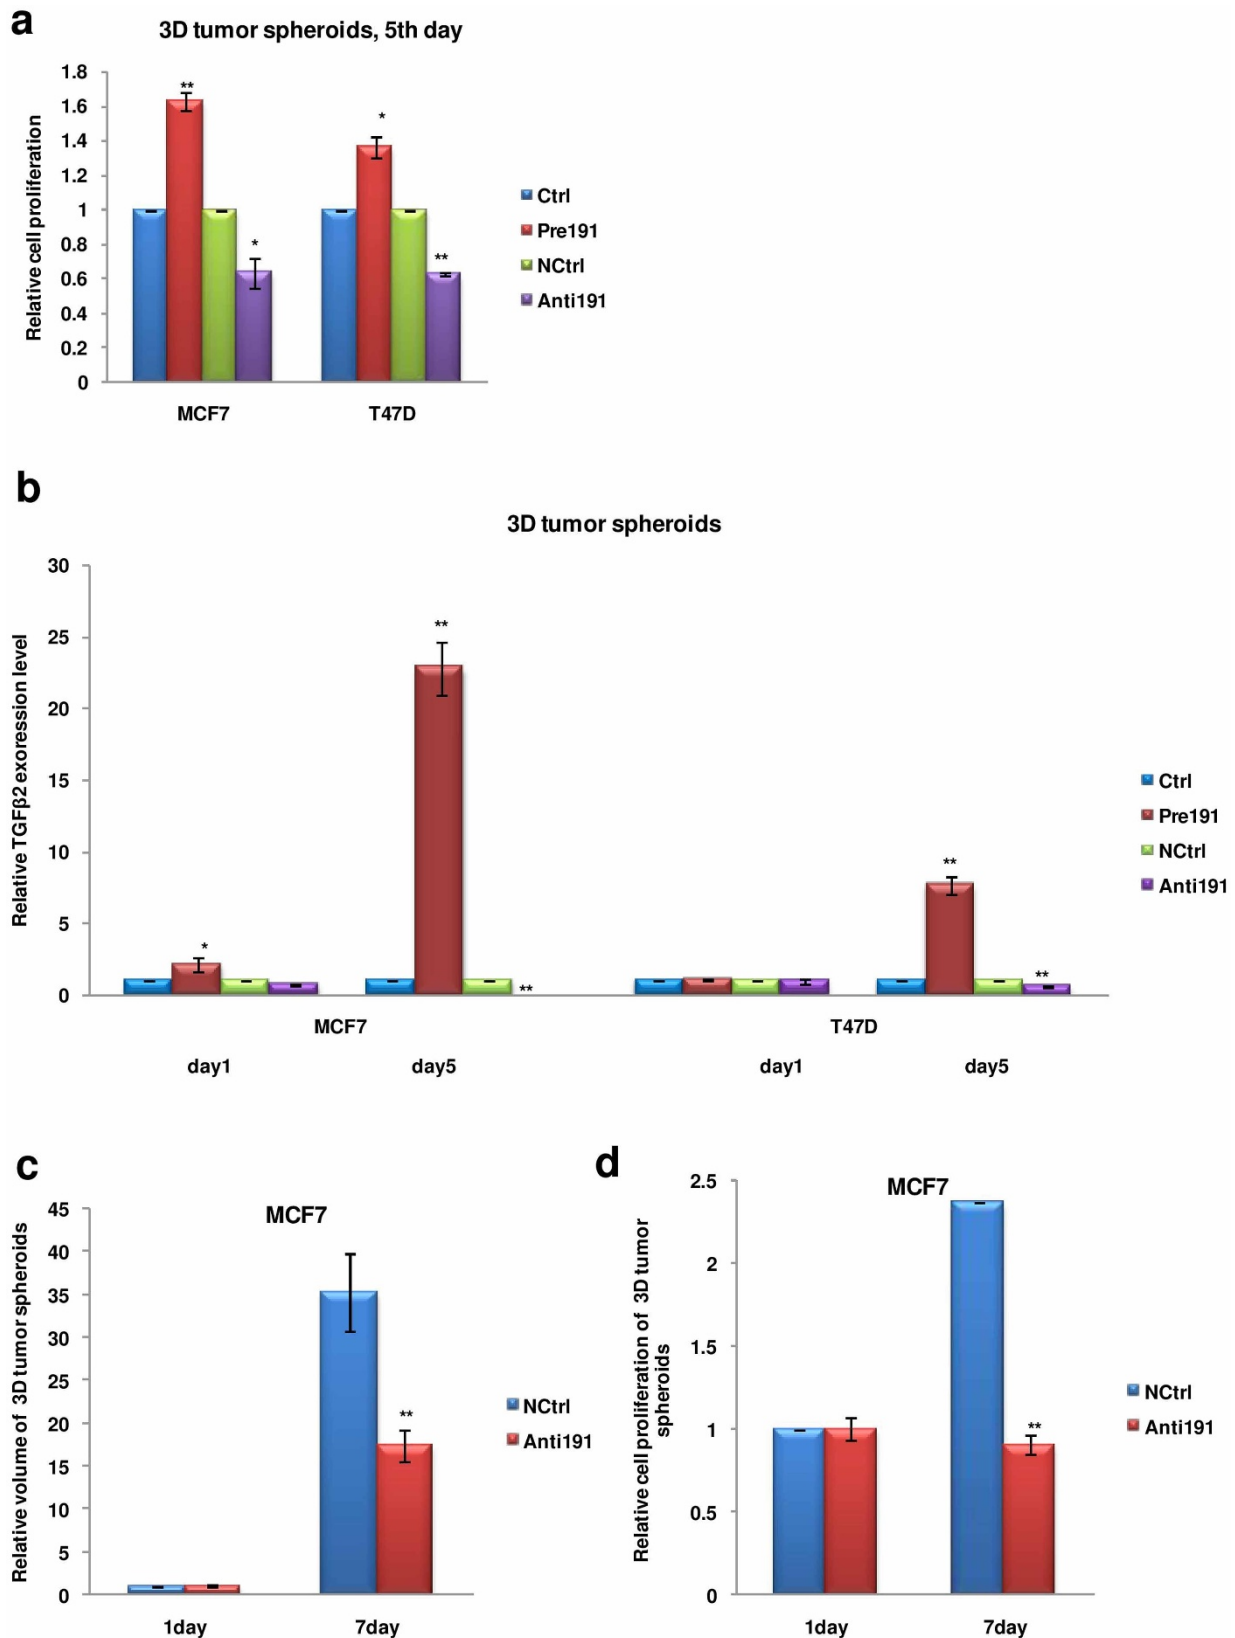 a
3D tumor spheroids, 5th day
Relative cell proliferation
1.8
1.6
1.4
1.2
1
0.8
0.6
0.4
0.2
0
**
*
*
**
MCF7 T47D
Ctrl
Pre191
NCtrl
Anti191
b
3D tumor spheroids
Relative TGFβ2 exoression level
30
25
20
15
10
5
0
*
**
**
**
**
MCF7 T47D
day1 day5 day1 day5
Ctrl
Pre191
NCtrl
Anti191
c
MCF7
Relative volume of 3D tumor spheroids
45
40
35
30
25
20
15
10
5
0
**
1day 7day
NCtrl
Anti191
d
MCF7
Relative cell proliferation of 3D tumor
spheroids
2.5
2
1.5
1
0.5
0
**
1day 7day
NCtrl
Anti191